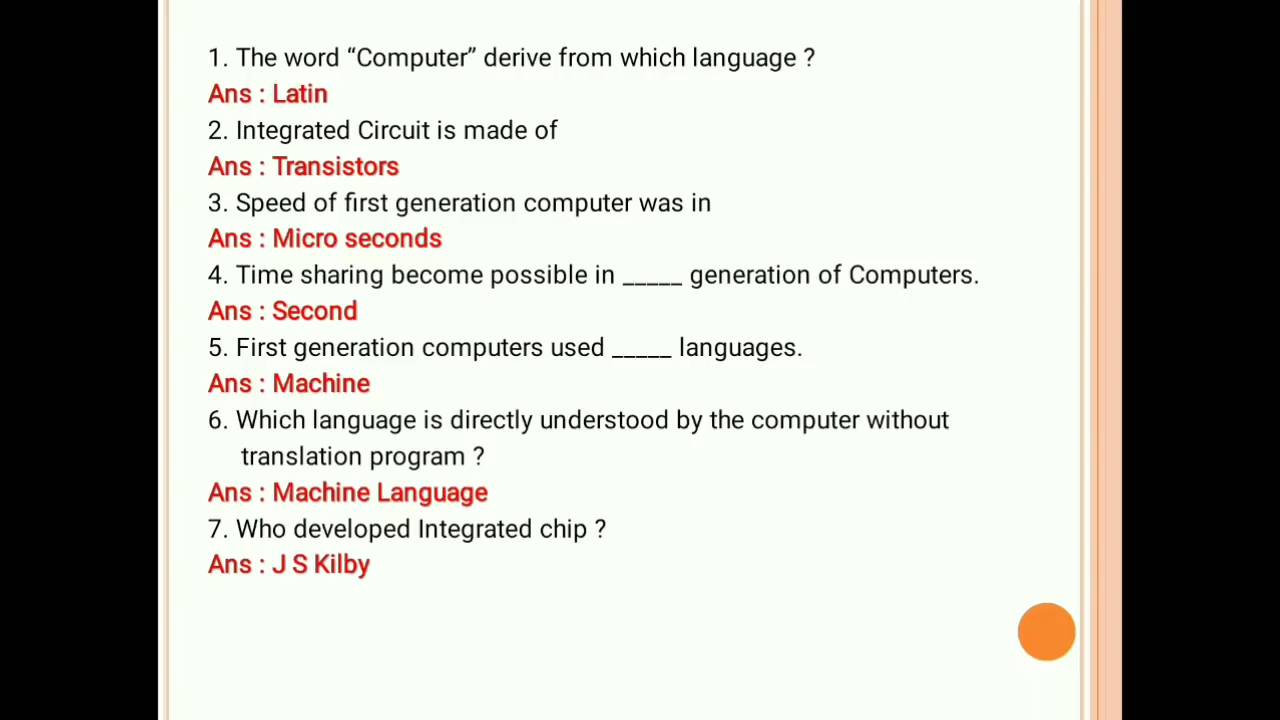 1. The word “Computer” derive from which language ?
Ans : Latin
2. Integrated Circuit is made of
Ans : Transistors
3. Speed of first generation computer was in
Ans : Micro seconds
4. Time sharing become possible in _____ generation of Computers.
Ans : Second
5. First generation computers used _____ languages.
Ans : Machine
6. Which language is directly understood by the computer without
translation program ?
Ans : Machine Language
7. Who developed Integrated chip ?
Ans : J S Kilby